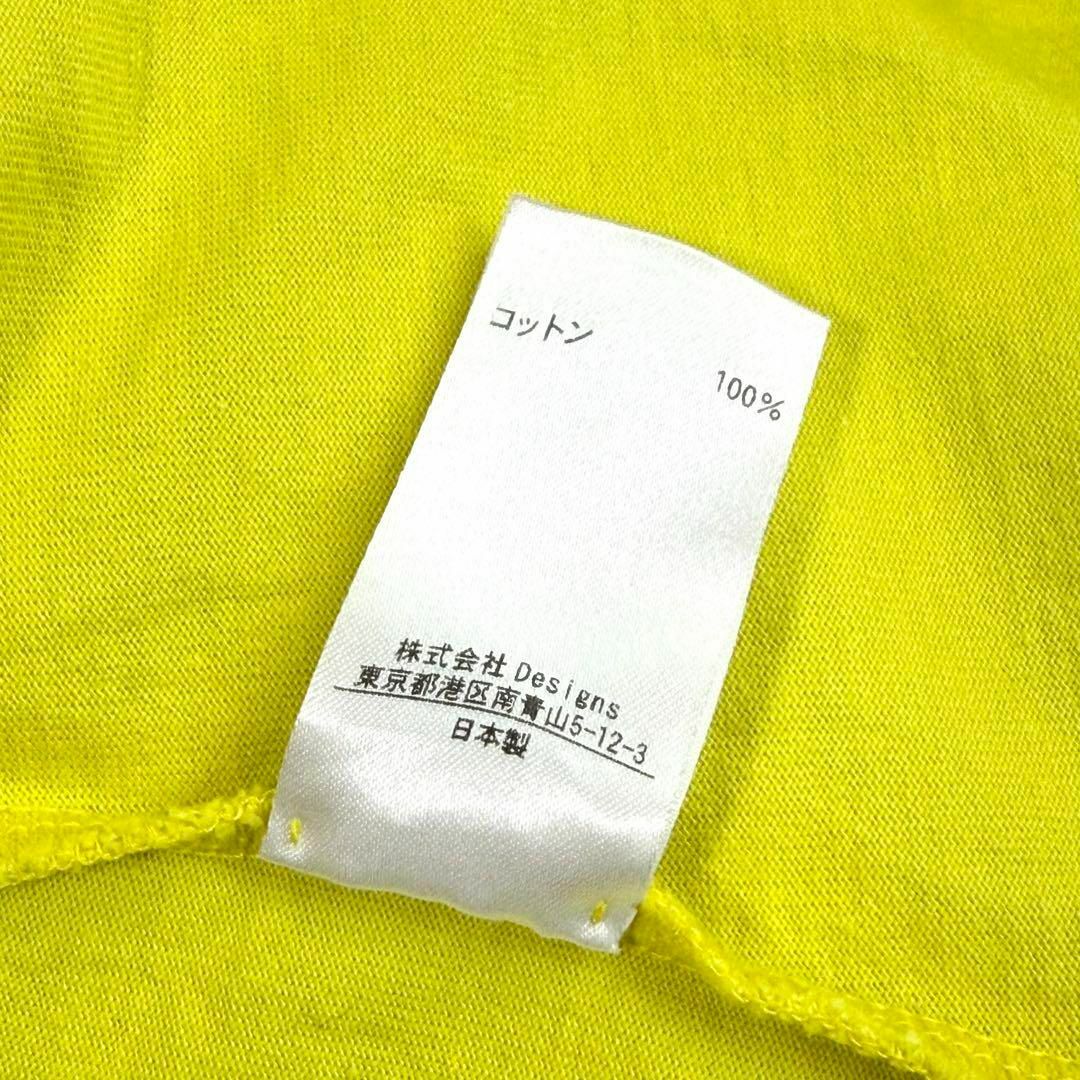 コットン
100%
株式会社 Designs
東京都港区南青山5-12-3
日本製